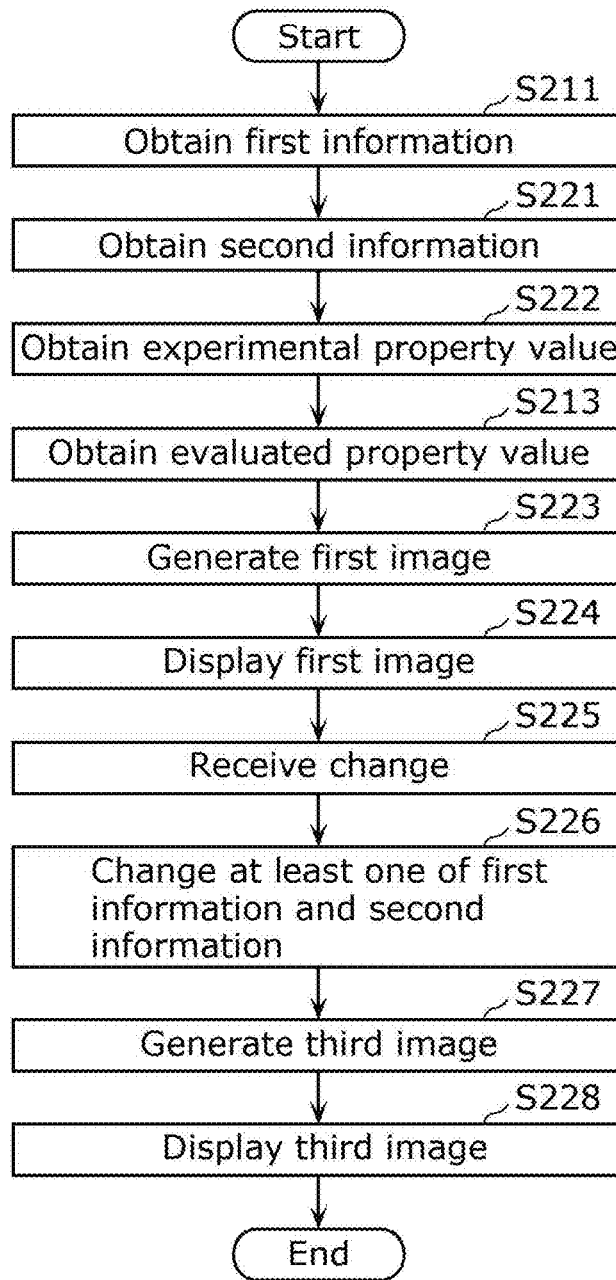 Start
S211
Obtain first information
S221
Obtain second information
S222
Obtain experimental property value
S213
Obtain evaluated property value
S223
Generate first image
S224
Display first image
S225
Receive change
S226
Change at least one of first
information and second
information
S227
Generate third image
S228
Display third image
End